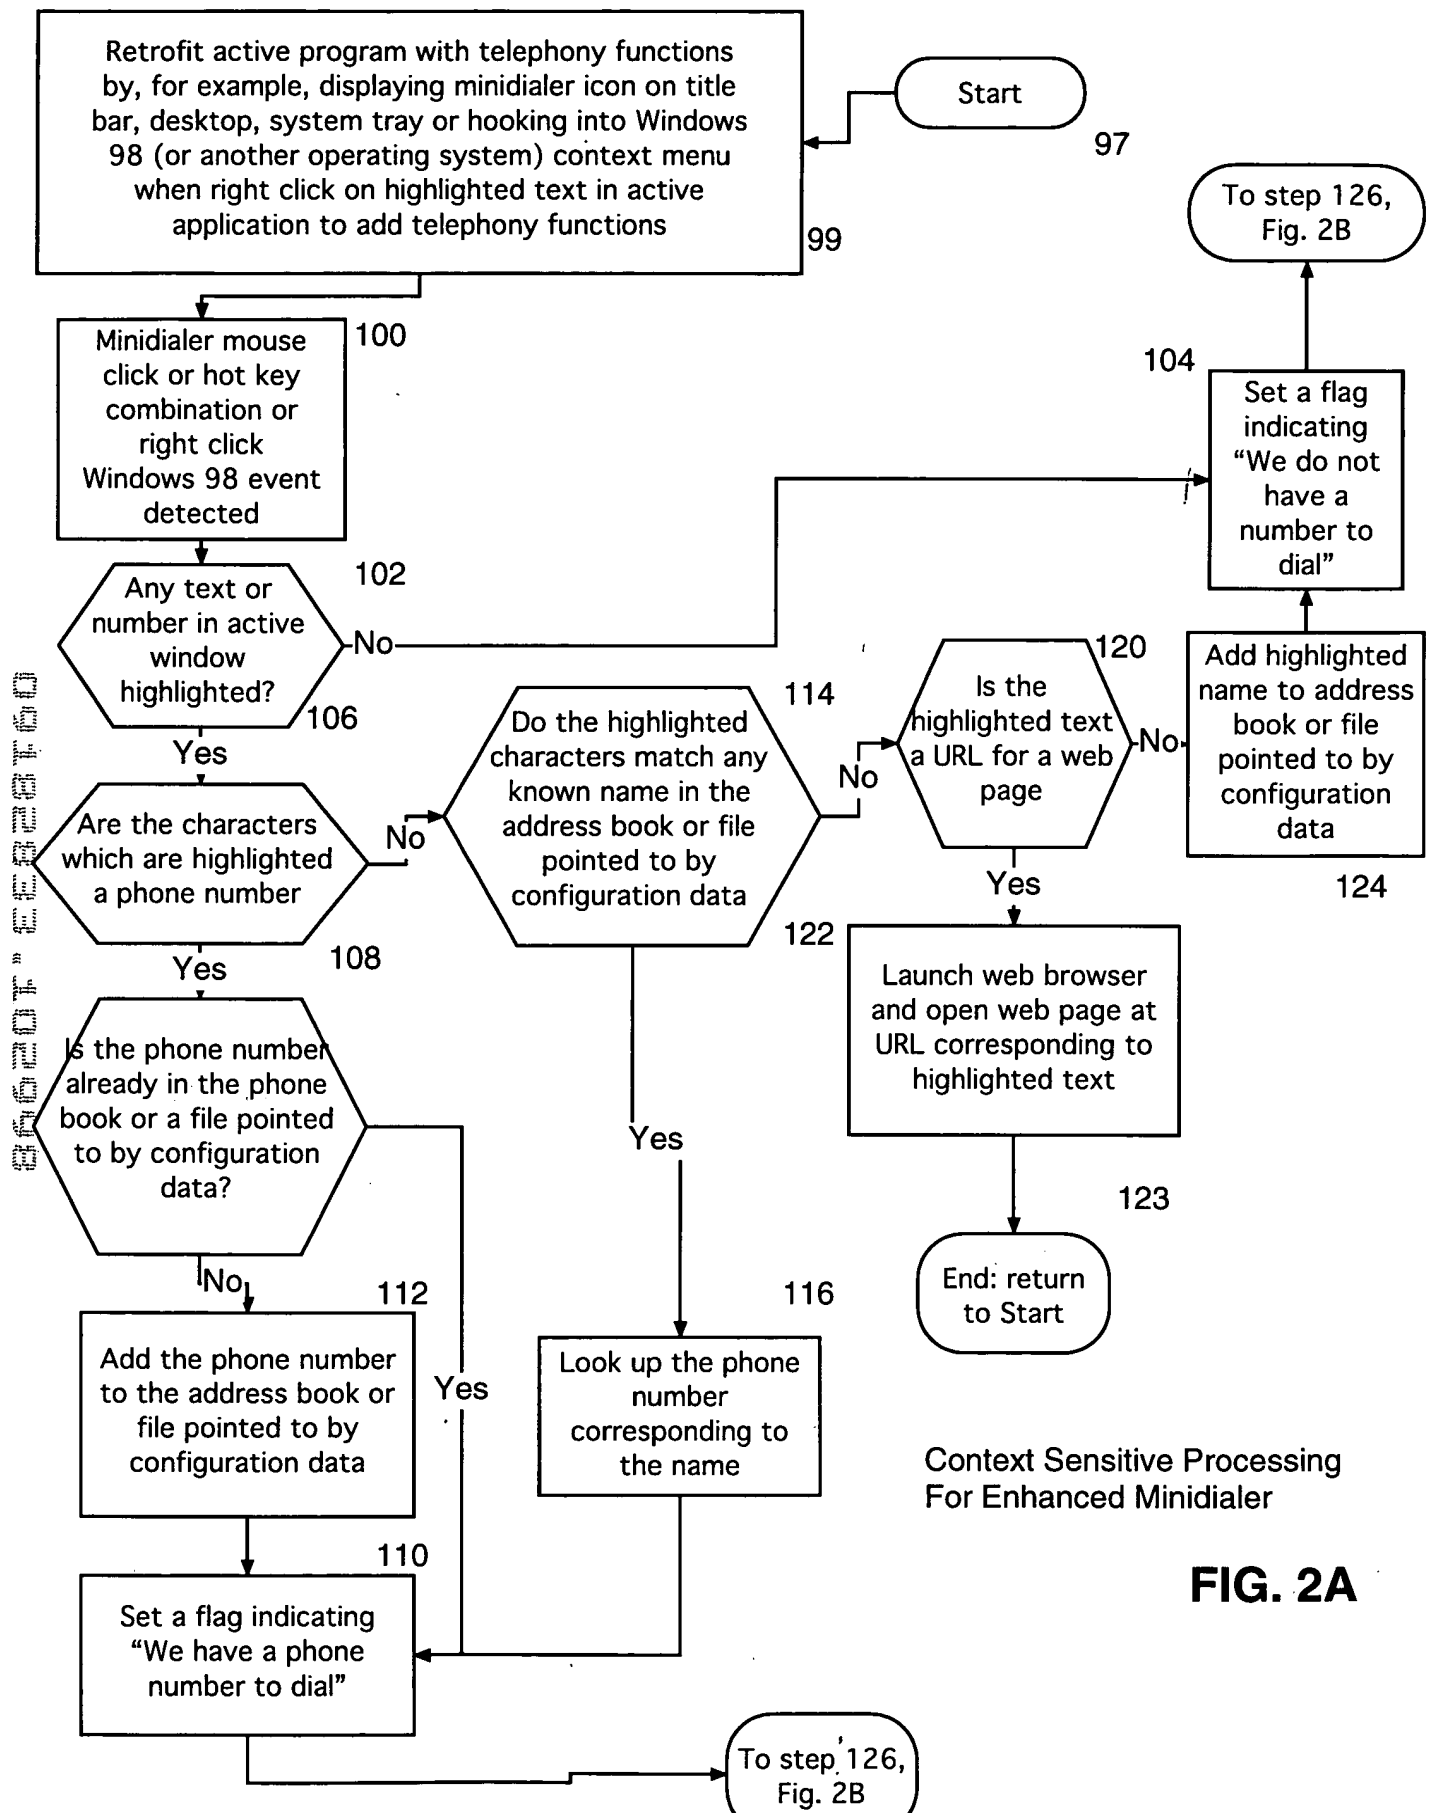 Retrofit active program with telephony functions
by, for example, displaying minidialer icon on title
bar, desktop, system tray or hooking into Windows
98 (or another operating system) context menu
when right click on highlighted text in active
application to add telephony functions
99
Start
97
To step 126,
Fig. 2B
Minidialer mouse
click or hot key
combination or
right click
Windows 98 event
detected
100
104
Set a flag
indicating
“We do not
have a
number to
dial”
102
Any text or
number in active
window
highlighted?
No
106
Yes
Are the characters
which are highlighted
a phone number
No
108
Yes
114
Do the highlighted
characters match any
known name in the
address book or file
pointed to by
configuration data
No
122
Yes
120
Is the
highlighted text
a URL for a web
page
No
Yes
Add highlighted
name to address
book or file
pointed to by
configuration
data
124
Launch web browser
and open web page at
URL corresponding to
highlighted text
123
End: return
to Start
Is the phone number
already in the phone
book or a file pointed
to by configuration
data?
No
Yes
112
Add the phone number
to the address book or
file pointed to by
configuration data
116
Look up the phone
number
corresponding to
the name
110
Set a flag indicating
“We have a phone
number to dial”
To step 126,
Fig. 2B
Context Sensitive Processing
For Enhanced Minidialer
FIG. 2A